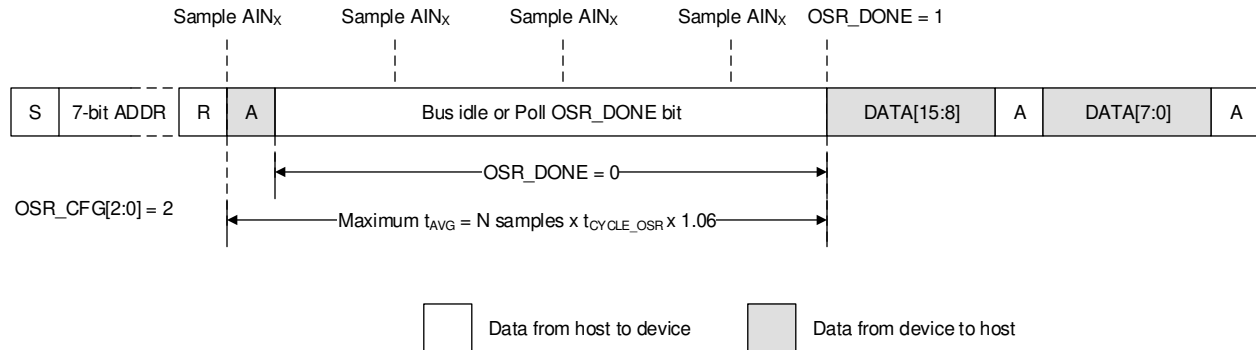 Sample AINX Sample AINX Sample AINX Sample AINX OSR_DONE = 1
S 7-bit ADDR R A Bus idle or Poll OSR_DONE bit DATA[15:8] A DATA[7:0] A
OSR_DONE = 0
OSR_CFG[2:0] = 2
Maximum tAVG = N samples x tCYCLE_OSR x 1.06
Data from host to device Data from device to host